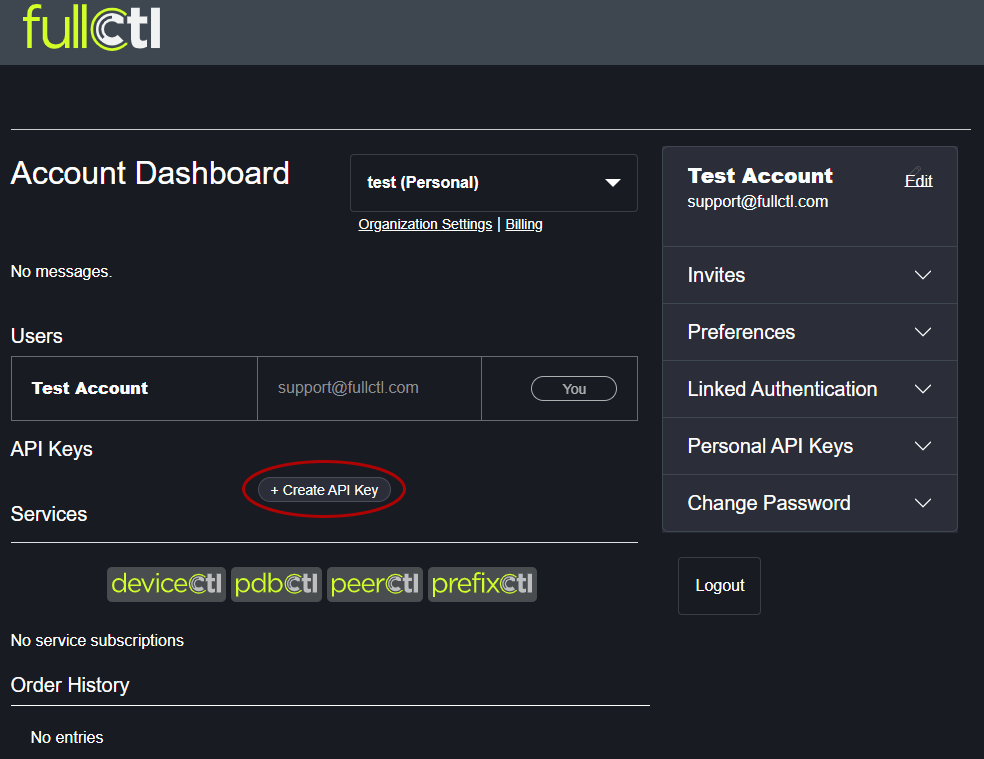 fullctl
Account Dashboard
test (Personal)
Organization Settings | Billing
No messages.
Users
Test Account
support@fullctl.com
You
API Keys
+ Create API Key
Services
devicectl
pdbctl
peerctl
prefixctl
No service subscriptions
Order History
No entries
Test Account
Edit
support@fullctl.com
Invites
Preferences
Linked Authentication
Personal API Keys
Change Password
Logout